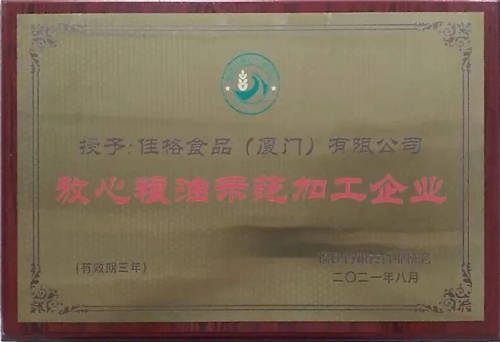 授予:佳格食品（厦门）有限公司
放心粮油示范加工企业
(有效期三年)
二〇二一年八月